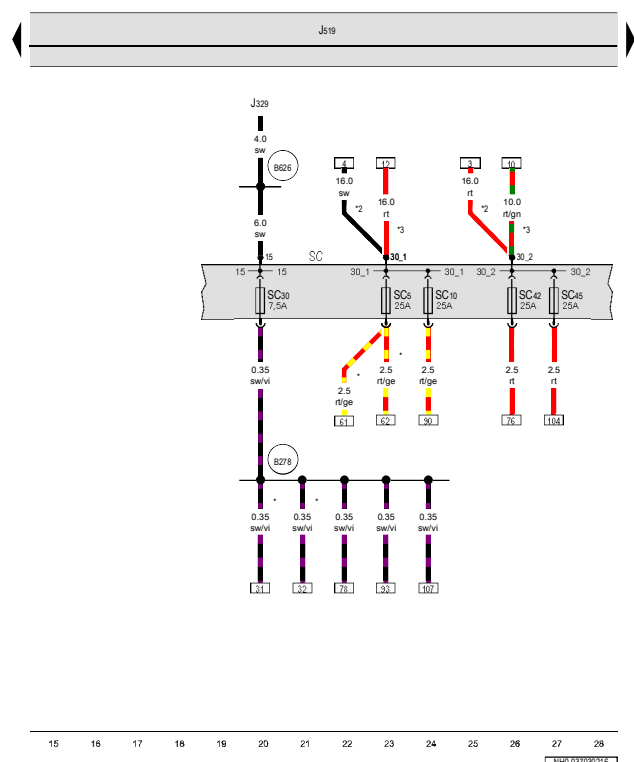 J519
J329
4.0
sw
B626
6.0
sw
4
12
3
10
16.0
sw
*2
16.0
rt
*3
16.0
rt
*2
10.0
rt/gn
*3
15
SC
30_1
30_2
15
15
30_1
30_1
30_2
30_2
SC30
7,5A
SC5
25A
SC10
25A
SC42
25A
SC45
25A
0.35
sw/vi
*
*
2.5
rt/ge
2.5
rt/ge
2.5
rt/ge
2.5
rt
2.5
rt
61
62
90
76
104
B278
*
*
0.35
sw/vi
0.35
sw/vi
0.35
sw/vi
0.35
sw/vi
0.35
sw/vi
31
32
78
93
107
15 16 17 18 19 20 21 22 23 24 25 26 27 28
NH0-037030216